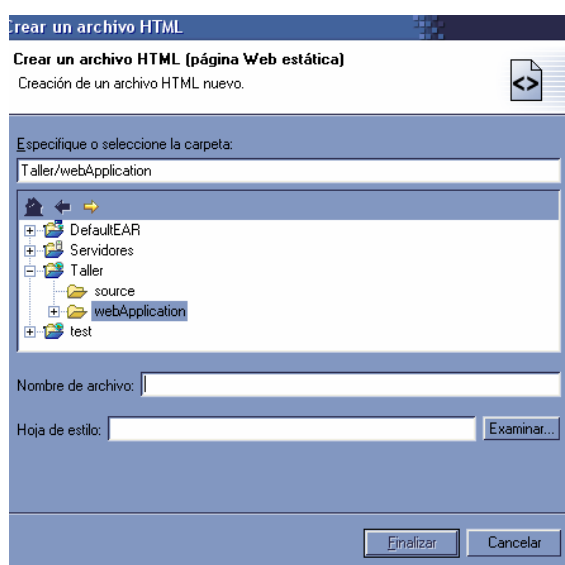 Crear un archivo HTML
Crear un archivo HTML (página Web estática)
Creación de un archivo HTML nuevo.
<>
Especifique o seleccione la carpeta:
Taller/webApplication
DefaultEAR
Servidores
Taller
source
webApplication
test
Nombre de archivo:
Hoja de estilo:
Examinar...
Finalizar
Cancelar